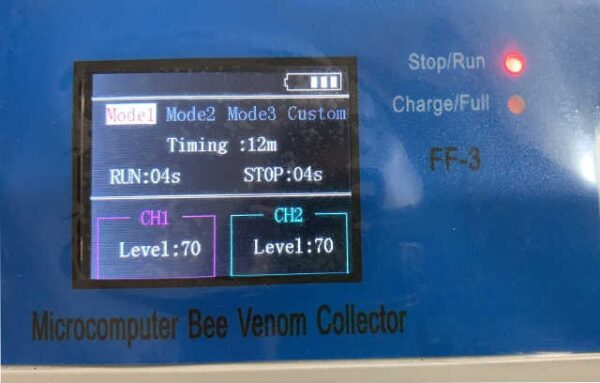 Stop/Run
Charge/Full
FF-3
Mode1 Mode2 Mode3 Custom
Timing :12m
RUN:04s STOP:04s
CH1 CH2
Level:70 Level:70
Microcomputer Bee Venom Collector